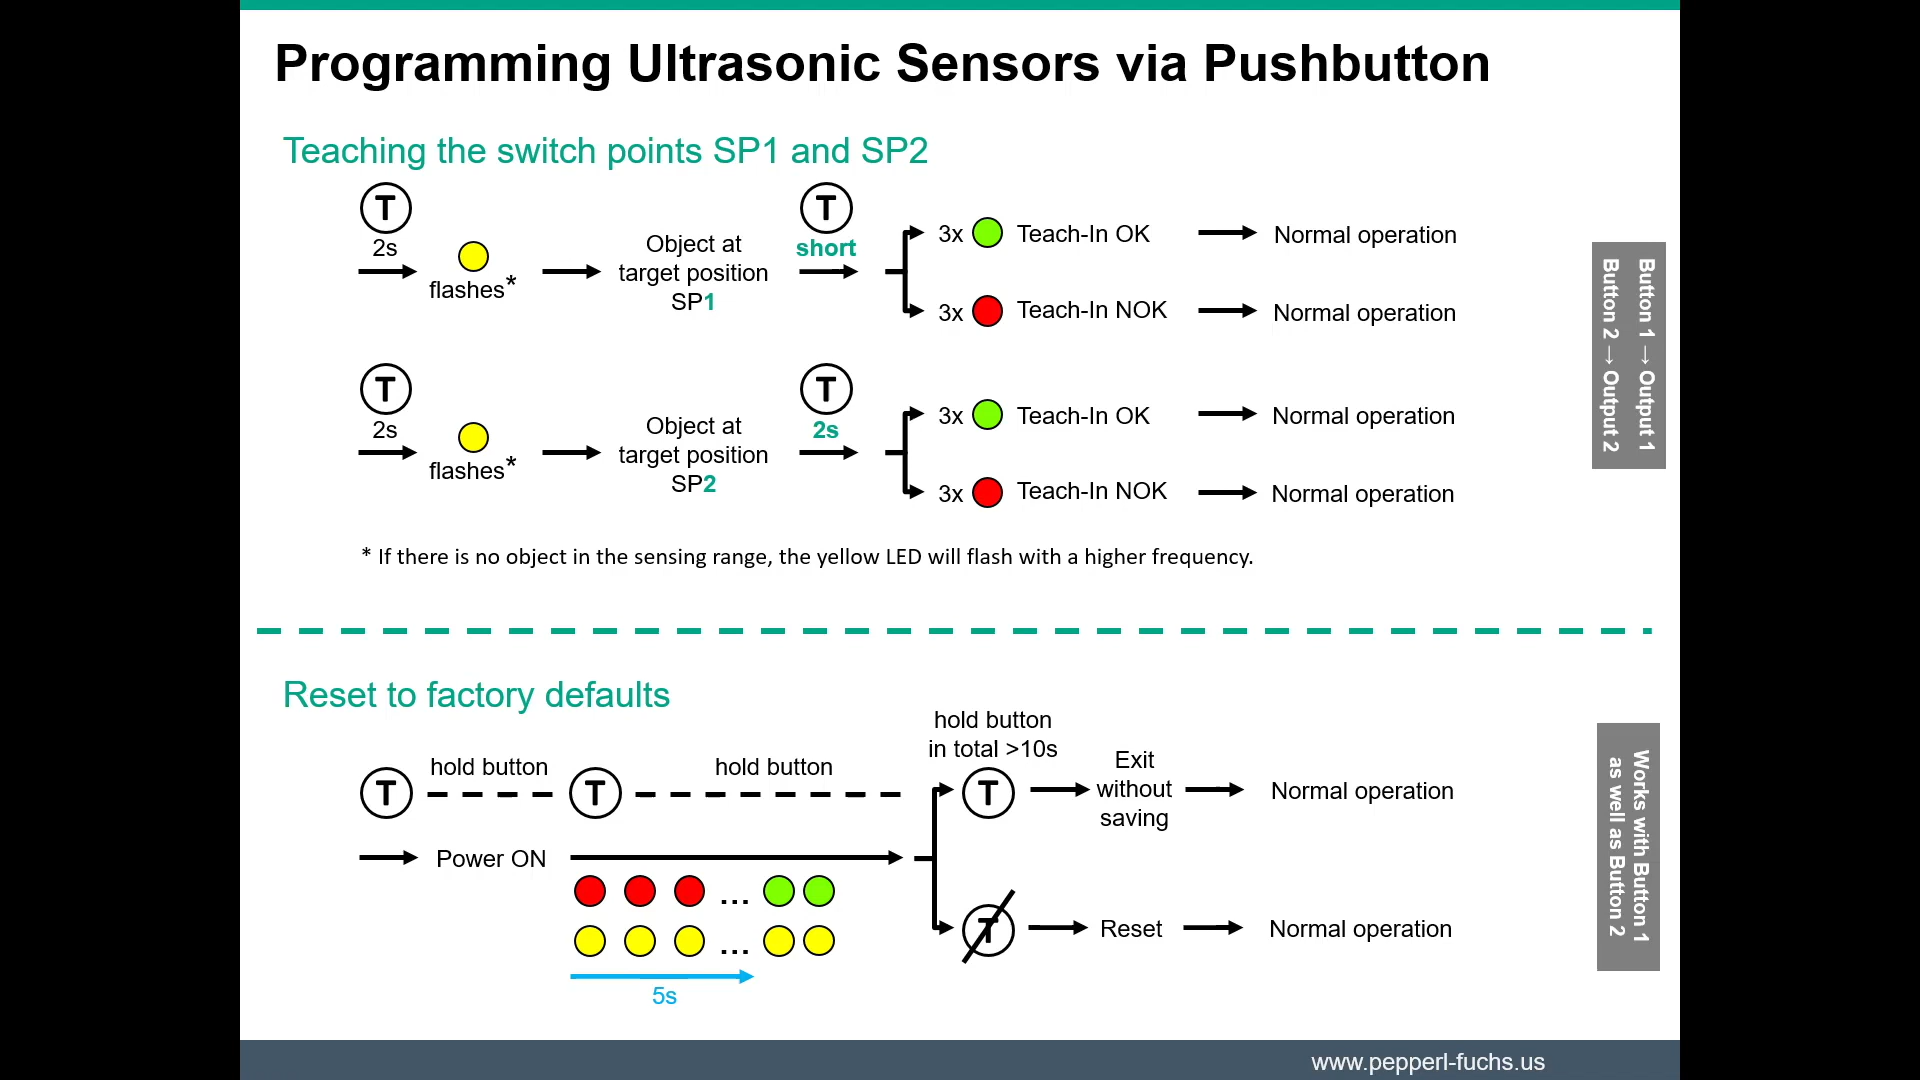 Programming Ultrasonic Sensors via Pushbutton
Teaching the switch points SP1 and SP2
T
2s
flashes*
Object at
target position
SP1
T
short
3x Teach-In OK
Normal operation
3x Teach-In NOK
Normal operation
T
2s
flashes*
Object at
target position
SP2
T
2s
3x Teach-In OK
Normal operation
3x Teach-In NOK
Normal operation
* If there is no object in the sensing range, the yellow LED will flash with a higher frequency.
Button 1 → Output 1
Button 2 → Output 2
Reset to factory defaults
T
hold button
T
hold button
Power ON
...
...
5s
hold button
in total >10s
T
Exit
without
saving
Normal operation
T
Reset
Normal operation
Works with Button 1
as well as Button 2
www.pepperl-fuchs.us